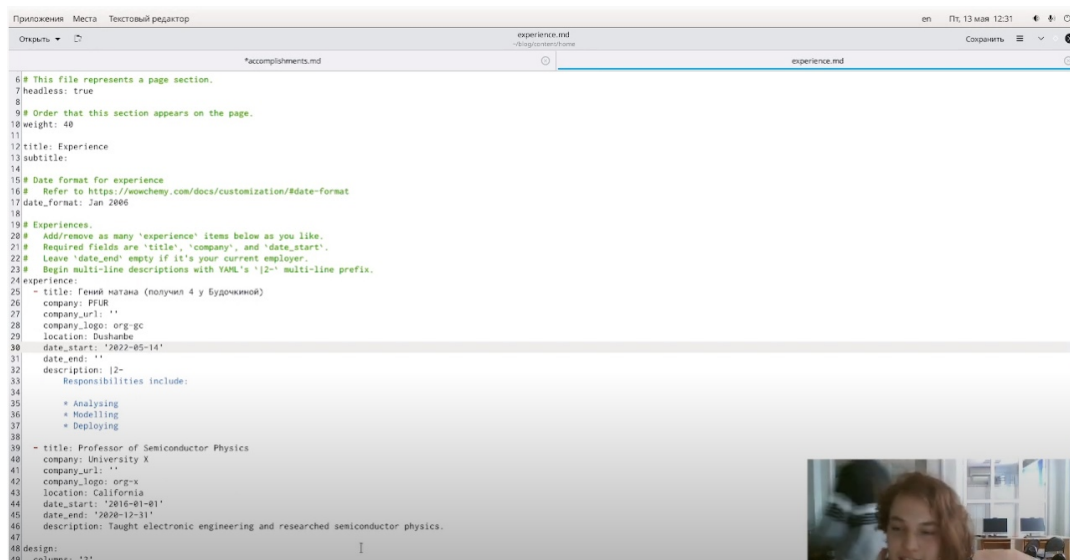 Приложения Места Текстовый редактор
en Пт, 13 мая 12:31
Открыть
experience.md
~/blog/content/home
Сохранить
*accomplishments.md
experience.md
6 # This file represents a page section.
7 headless: true
8
9 # Order that this section appears on the page.
10 weight: 40
11
12 title: Experience
13 subtitle:
14
15 # Date format for experience
16 #   Refer to https://wowchemy.com/docs/customization/#date-format
17 date_format: Jan 2006
18
19 # Experiences.
20 #   Add/remove as many `experience` items below as you like.
21 #   Required fields are `title`, `company`, and `date_start`.
22 #   Leave `date_end` empty if it's your current employer.
23 #   Begin multi-line descriptions with YAML's `|2-` multi-line prefix.
24 experience:
25   - title: Гений матана (получил 4 у Будочкиной)
26     company: PFUR
27     company_url: ''
28     company_logo: org-gc
29     location: Dushanbe
30     date_start: '2022-05-14'
31     date_end: ''
32     description: |2-
33         Responsibilities include:
34
35         * Analysing
36         * Modelling
37         * Deploying
38
39   - title: Professor of Semiconductor Physics
40     company: University X
41     company_url: ''
42     company_logo: org-x
43     location: California
44     date_start: '2016-01-01'
45     date_end: '2020-12-31'
46     description: Taught electronic engineering and researched semiconductor physics.
47
48 design:
49   columns: '2'